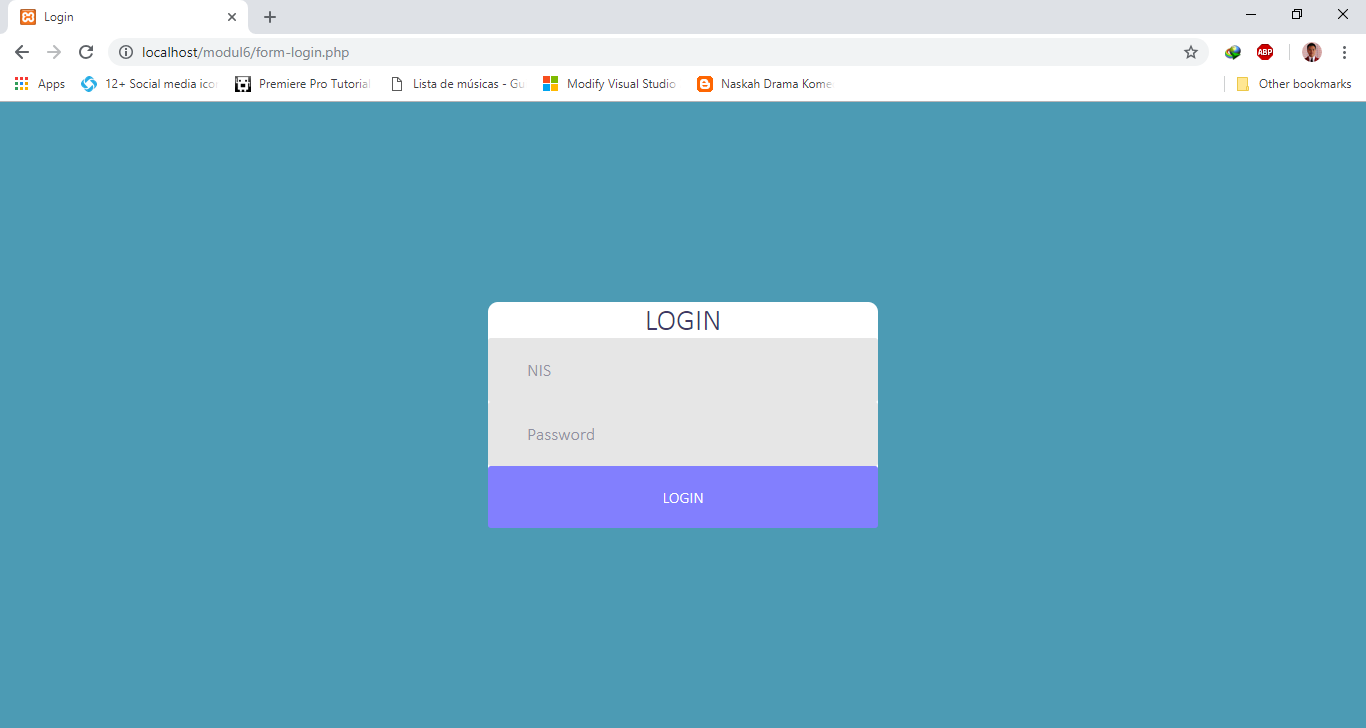 Login
localhost/modul6/form-login.php
ABP
Apps
12+ Social media icon
Premiere Pro Tutorial
Lista de músicas - Gu
Modify Visual Studio
Naskah Drama Kome
Other bookmarks
LOGIN
NIS
Password
LOGIN